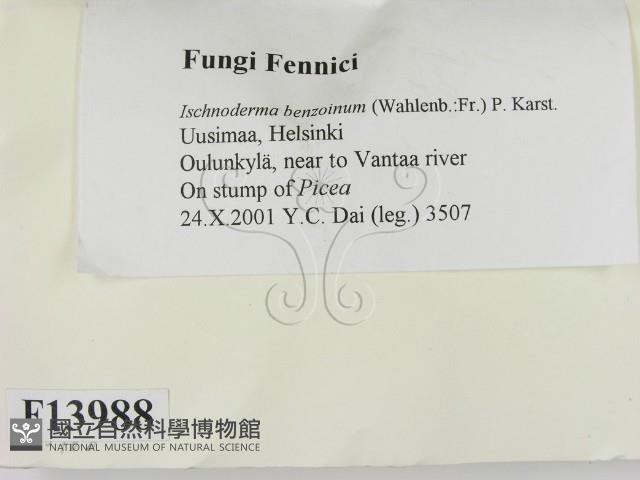 Fungi Fennici
Ischnoderma benzoinum (Wahlenb.:Fr.) P. Karst.
Uusimaa, Helsinki
Oulunkylä, near to Vantaa river
On stump of Picea
24.X.2001 Y.C. Dai (leg.) 3507
F13988
國立自然科學博物館
NATIONAL MUSEUM OF NATURAL SCIENCE